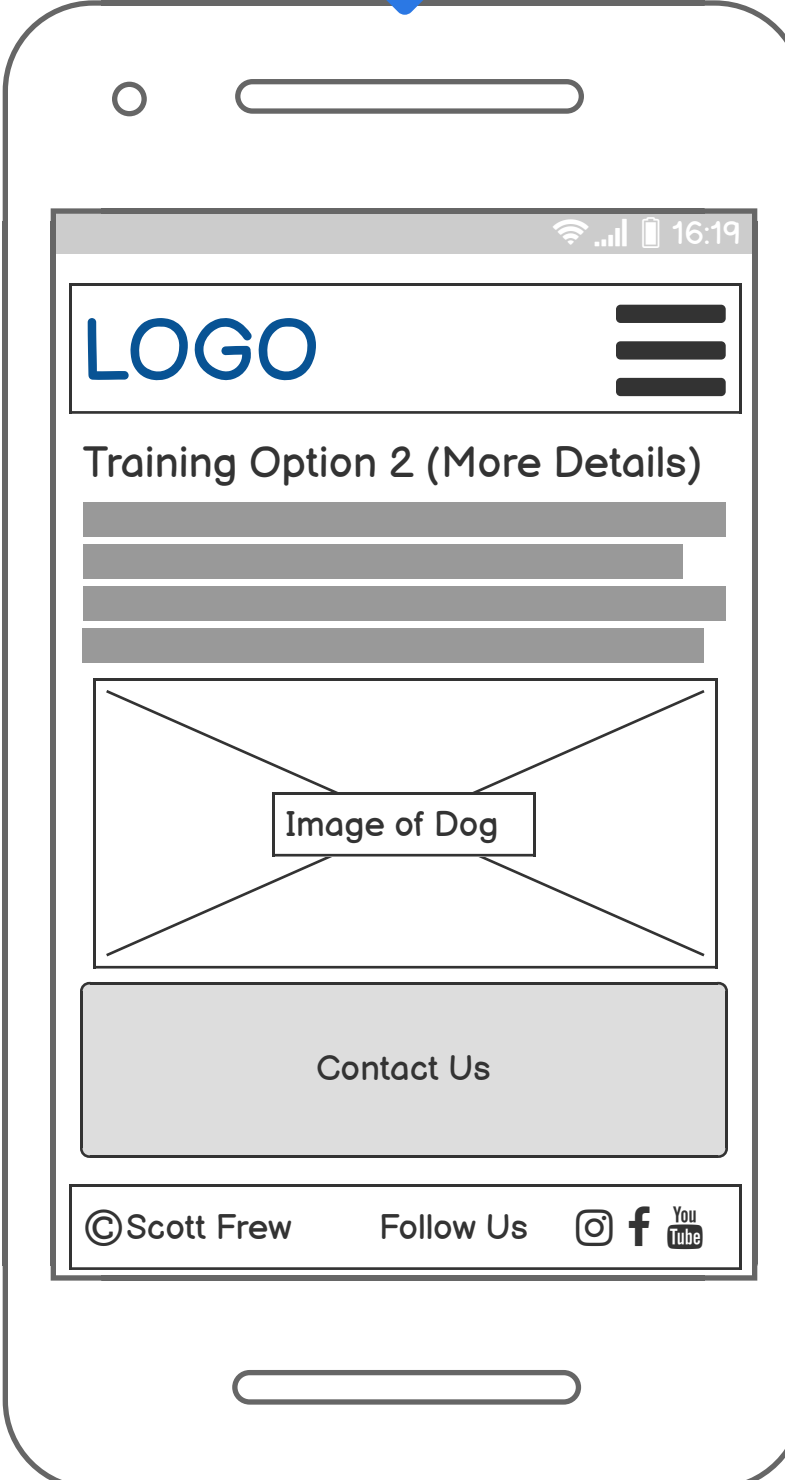 16:19
LOGO
Training Option 2 (More Details)
Image of Dog
Contact Us
©Scott Frew Follow Us You Tube